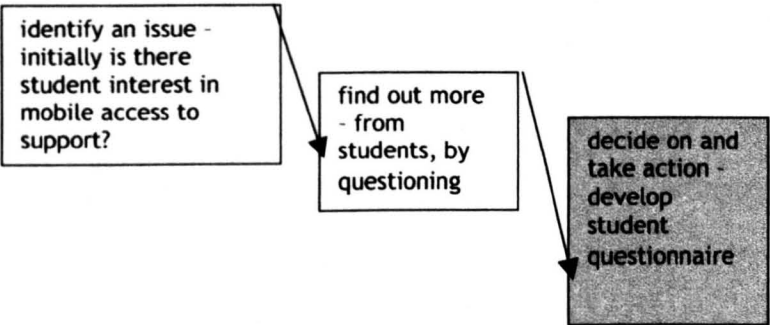 identify an issue -
initially is there
student interest in
mobile access to
support?
find out more
- from
students, by
questioning
decide on and
take action -
develop
student
questionnaire